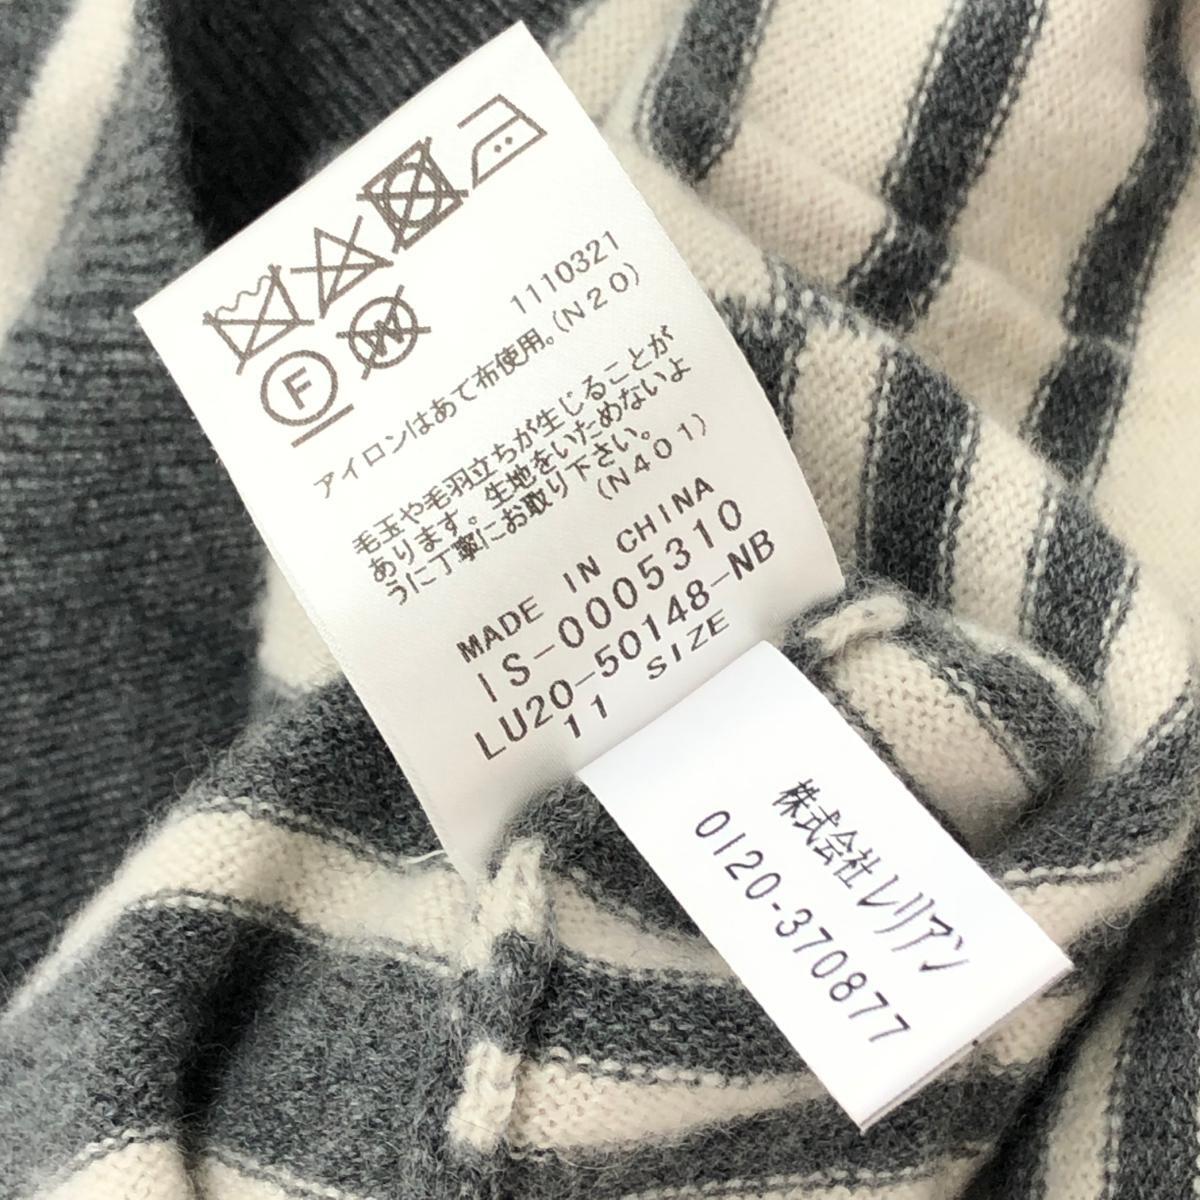 F
W
1110321
アイロンはあて布使用。(N20)
毛玉や毛羽立ちが生じることが
あります。生地をいためないよ
うに丁寧にお取り下さい。
(N401)
MADE IN CHINA
IS-0005310
LU20-50148-NB
11 SIZE
株式会社レリアン
0120-370877